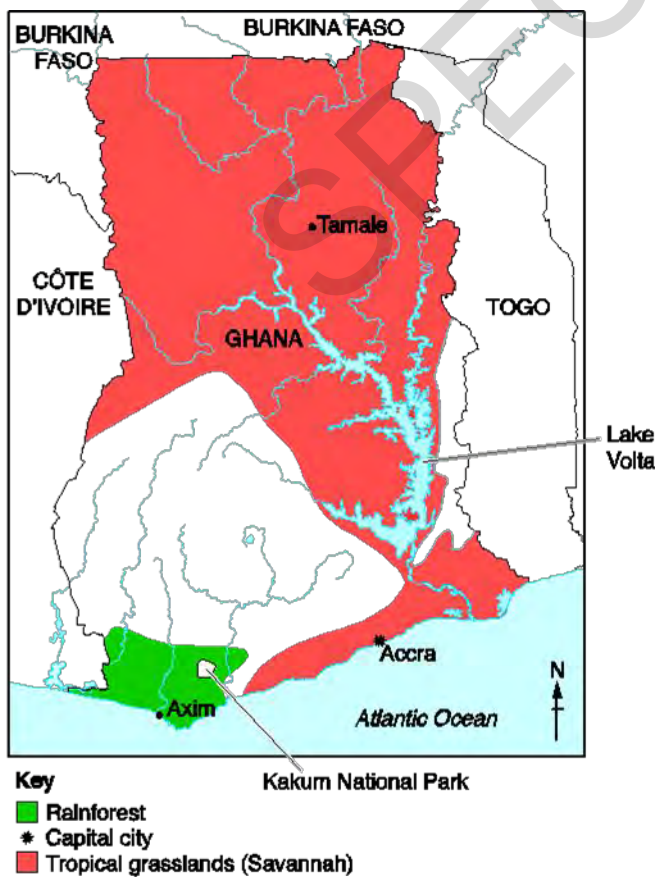 BURKINA
FASO
BURKINA FASO
SPEC
Tamale
CÔTE
D'IVOIRE
TOGO
GHANA
Lake
Volta
Accra
N
Axim
Atlantic Ocean
Key
Kakum National Park
Rainforest
Capital city
Tropical grasslands (Savannah)